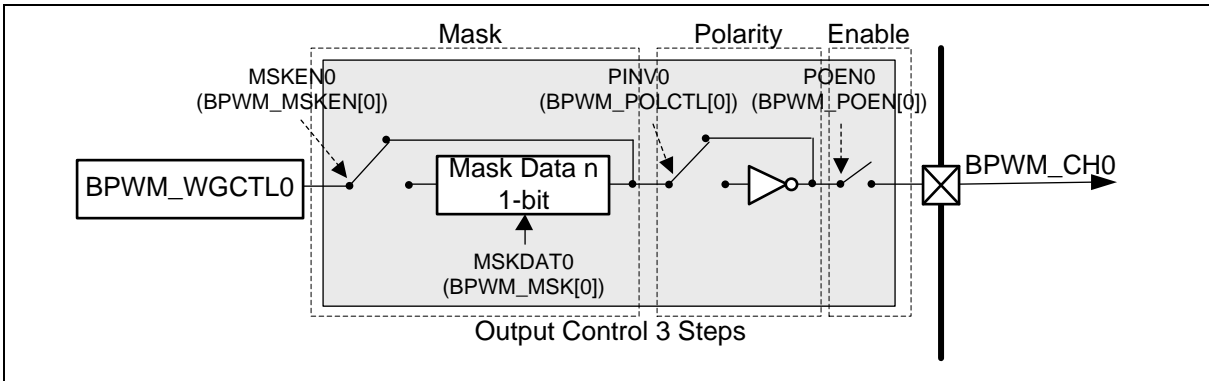 Mask
Polarity
Enable
MSKEN0
(BPWM_MSKEN[0])
PINV0
(BPWM_POLCTL[0])
POEN0
(BPWM_POEN[0])
BPWM_WGCTL0
Mask Data n
1-bit
BPWM_CH0
MSKDAT0
(BPWM_MSK[0])
Output Control 3 Steps